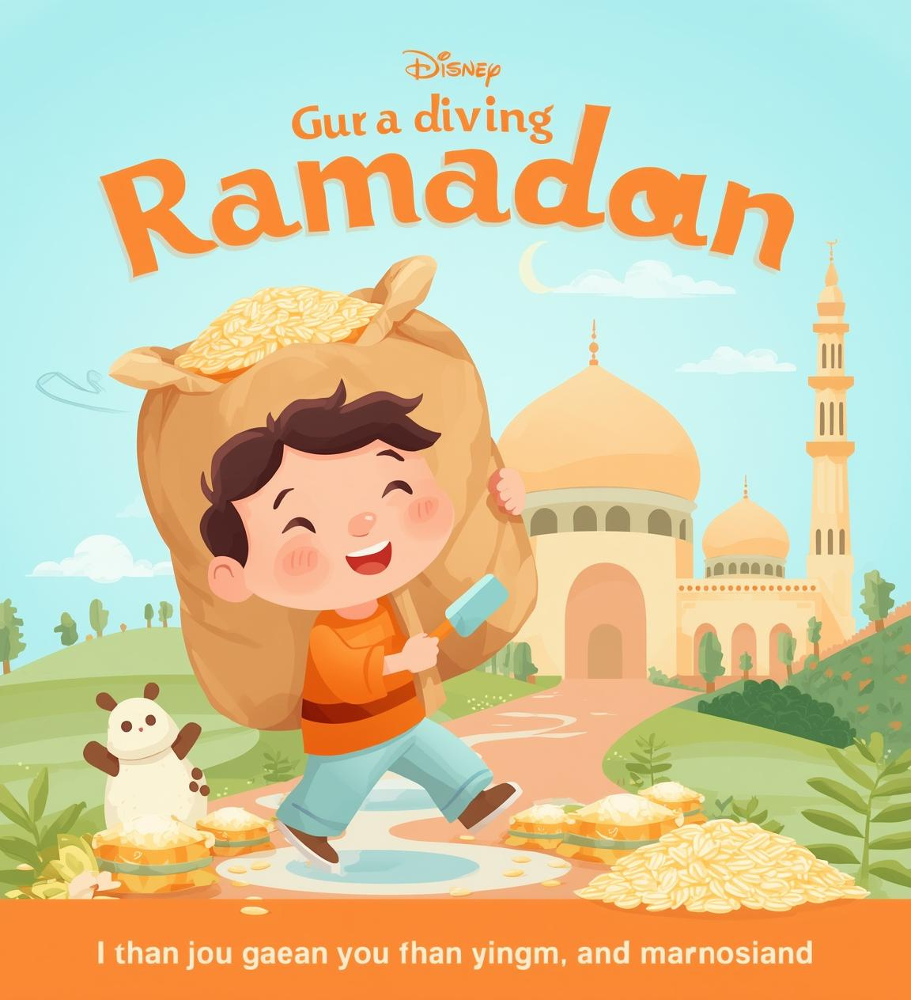 Disney
Gur a diving
Ramadan
I than jou gaean you fhan yingm, and marnosiand